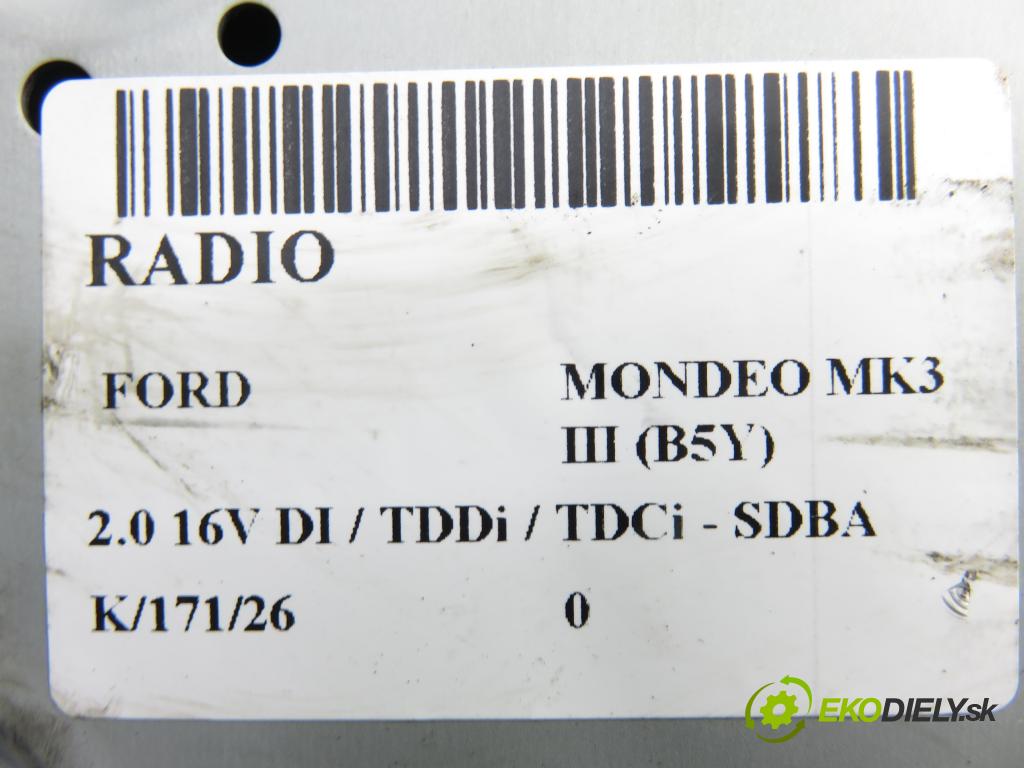 RADIO
FORD
MONDEO MK3
III (B5Y)
2.0 16V DI / TDDi / TDCi - SDBA
K/171/26 0
EKODIELY.sk